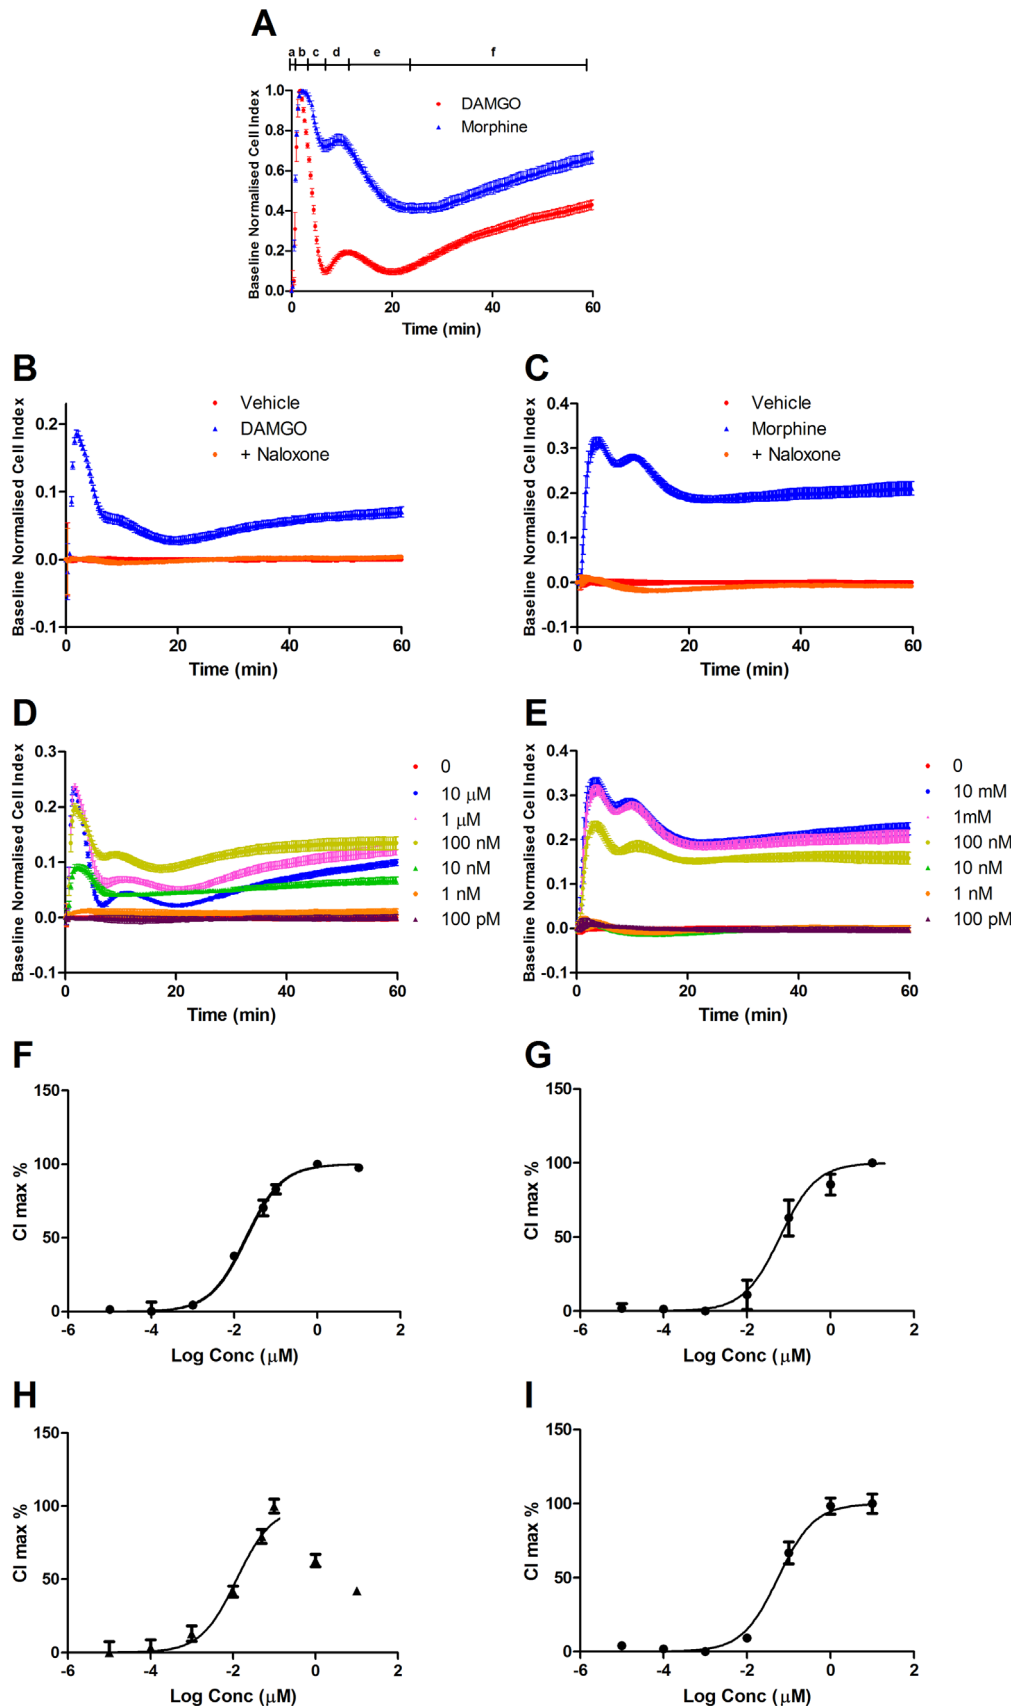 A
a b c d e f
Baseline Normalised Cell Index
1.0
0.8
0.6
0.4
0.2
0.0
DAMGO
Morphine
0 20 40 60
Time (min)
B
Baseline Normalised Cell Index
0.2
0.1
0.0
-0.1
Vehicle
DAMGO
+ Naloxone
0 20 40 60
Time (min)
C
Baseline Normalised Cell Index
0.4
0.3
0.2
0.1
0.0
-0.1
Vehicle
Morphine
+ Naloxone
0 20 40 60
Time (min)
D
Baseline Normalised Cell Index
0.3
0.2
0.1
0.0
-0.1
0
10 μM
1 μM
100 nM
10 nM
1 nM
100 pM
0 20 40 60
Time (min)
E
Baseline Normalised Cell Index
0.4
0.3
0.2
0.1
0.0
-0.1
0
10 mM
1mM
100 nM
10 nM
1 nM
100 pM
0 20 40 60
Time (min)
F
CI max %
150
100
50
0
-6 -4 -2 0 2
Log Conc (μM)
G
CI max %
150
100
50
0
-6 -4 -2 0 2
Log Conc (μM)
H
CI max %
150
100
50
0
-6 -4 -2 0 2
Log Conc (μM)
I
CI max %
150
100
50
0
-6 -4 -2 0 2
Log Conc (μM)